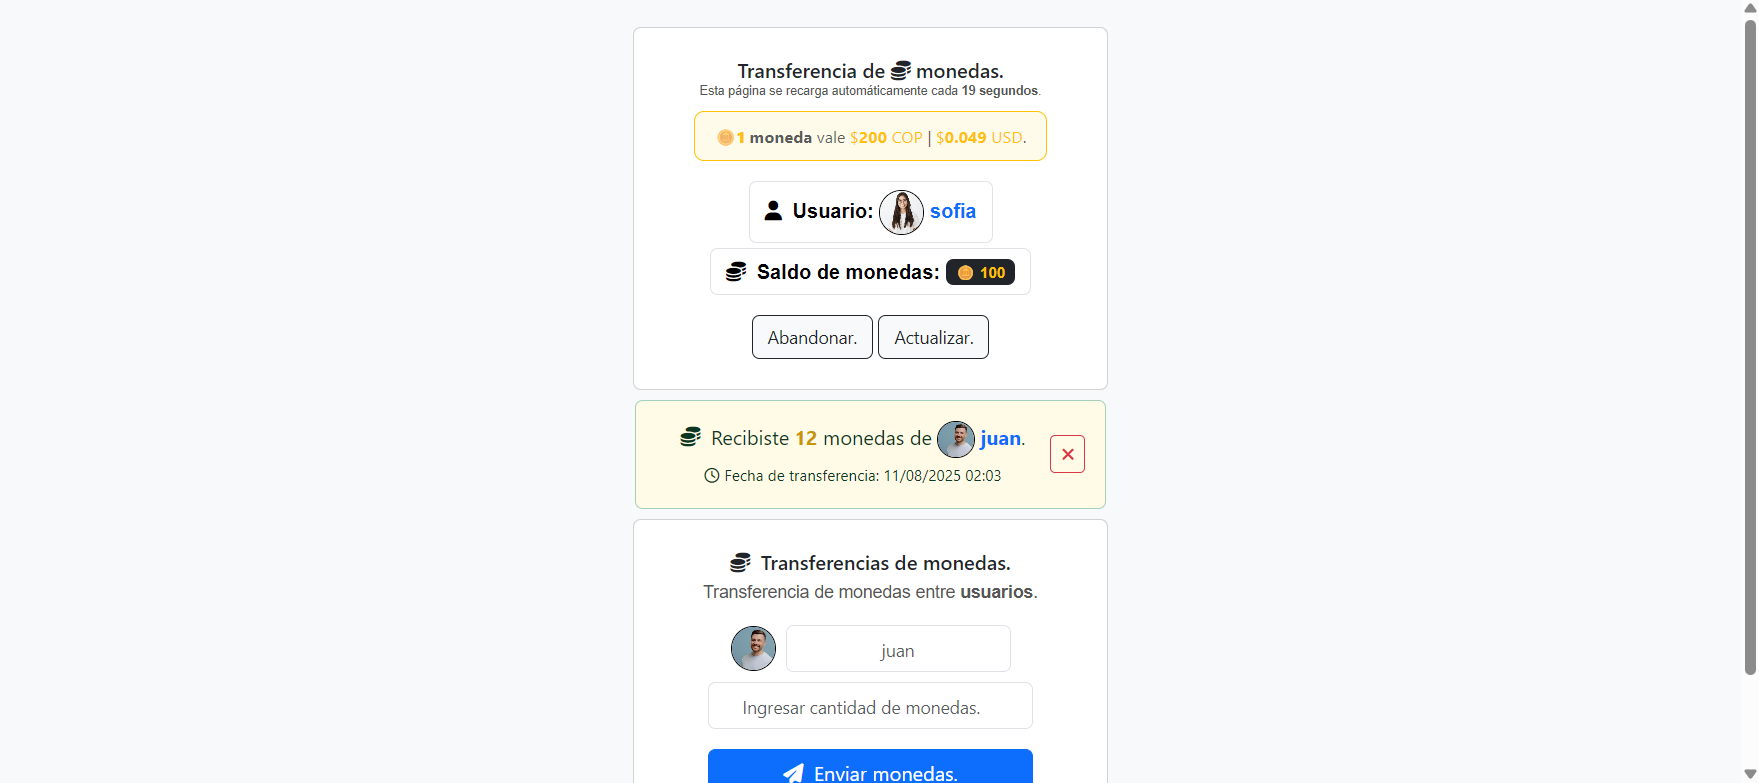 Transferencia de monedas.
Esta página se recarga automáticamente cada 19 segundos.
1 moneda vale $200 COP | $0.049 USD.
Usuario: sofia
Saldo de monedas: 100
Abandonar. Actualizar.
Recibiste 12 monedas de juan.
Fecha de transferencia: 11/08/2025 02:03
Transferencias de monedas.
Transferencia de monedas entre usuarios.
juan
Ingresar cantidad de monedas.
Enviar monedas.